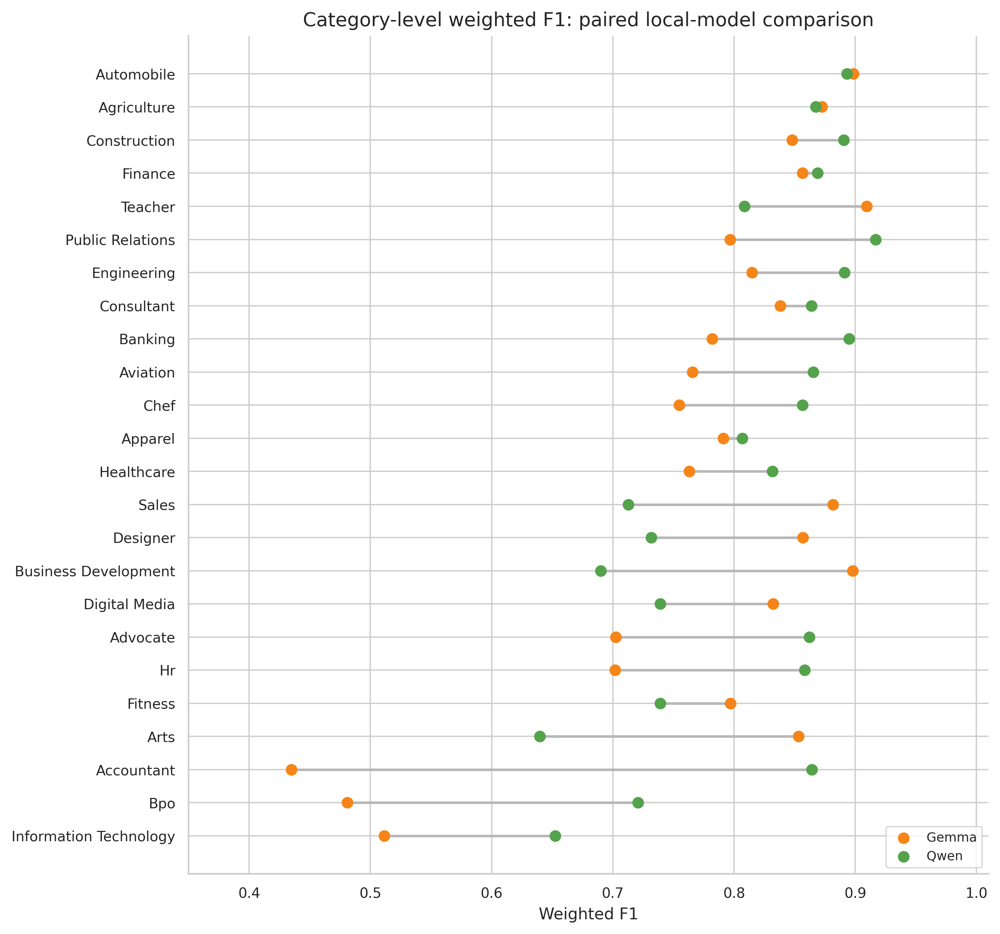 Category-level weighted F1: paired local-model comparison
Automobile
Agriculture
Construction
Finance
Teacher
Public Relations
Engineering
Consultant
Banking
Aviation
Chef
Apparel
Healthcare
Sales
Designer
Business Development
Digital Media
Advocate
Hr
Fitness
Arts
Accountant
Bpo
Information Technology
Gemma
Qwen
0.4 0.5 0.6 0.7 0.8 0.9 1.0
Weighted F1